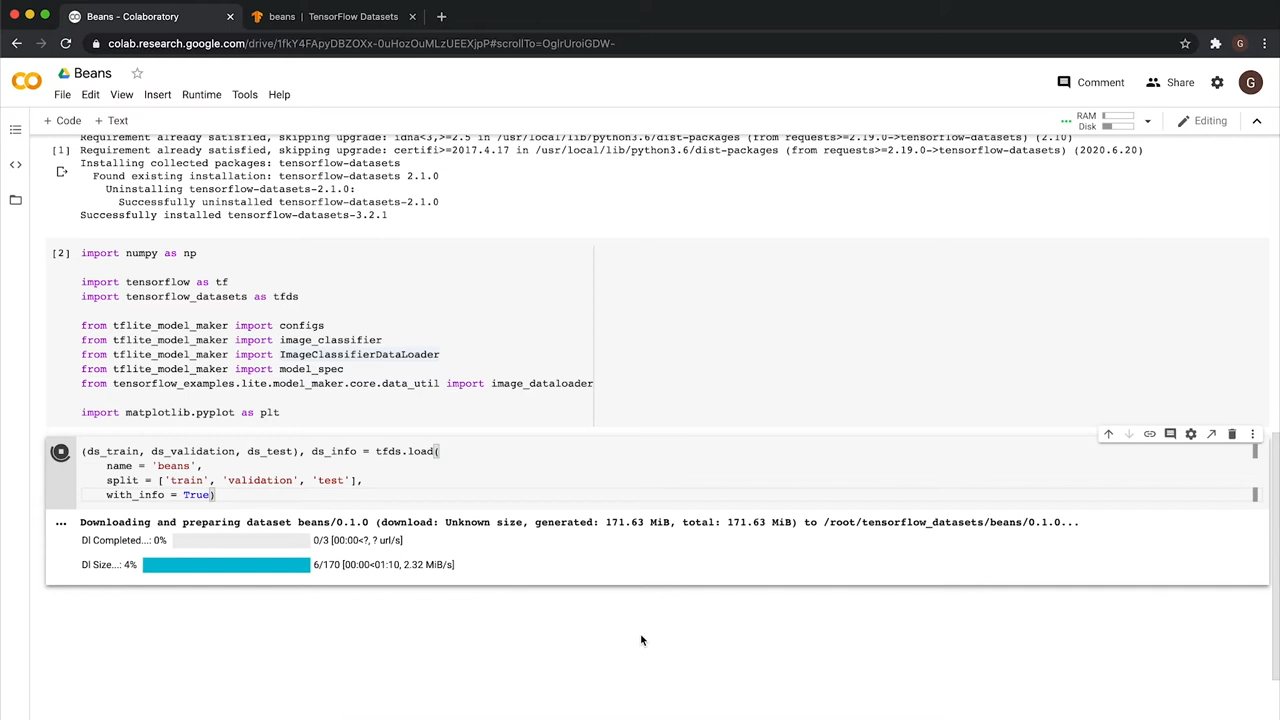 Beans - Colaboratory
beans | TensorFlow Datasets
colab.research.google.com/drive/1fkY4FApyDBZOXx-0uHozOuMLzUEEXjpP#scrollTo=OglrUroiGDW-
G
CO
Beans
Comment
Share
G
File Edit View Insert Runtime Tools Help
+ Code + Text
RAM
Disk
Editing
Requirement already satisfied, skipping upgrade: idna<3,>=2.5 in /usr/local/lib/python3.6/dist-packages (from requests>=2.19.0->tensorflow-datasets) (2.10)
[1] Requirement already satisfied, skipping upgrade: certifi>=2017.4.17 in /usr/local/lib/python3.6/dist-packages (from requests>=2.19.0->tensorflow-datasets) (2020.6.20)
Installing collected packages: tensorflow-datasets
Found existing installation: tensorflow-datasets 2.1.0
Uninstalling tensorflow-datasets-2.1.0:
Successfully uninstalled tensorflow-datasets-2.1.0
Successfully installed tensorflow-datasets-3.2.1
[2] import numpy as np
import tensorflow as tf
import tensorflow_datasets as tfds
from tflite_model_maker import configs
from tflite_model_maker import image_classifier
from tflite_model_maker import ImageClassifierDataLoader
from tflite_model_maker import model_spec
from tensorflow_examples.lite.model_maker.core.data_util import image_dataloader
import matplotlib.pyplot as plt
(ds_train, ds_validation, ds_test), ds_info = tfds.load(
name = 'beans',
split = ['train', 'validation', 'test'],
with_info = True)
... Downloading and preparing dataset beans/0.1.0 (download: Unknown size, generated: 171.63 MiB, total: 171.63 MiB) to /root/tensorflow_datasets/beans/0.1.0...
Dl Completed...: 0% 0/3 [00:00<?, ? url/s]
Dl Size...: 4% 6/170 [00:00<01:10, 2.32 MiB/s]